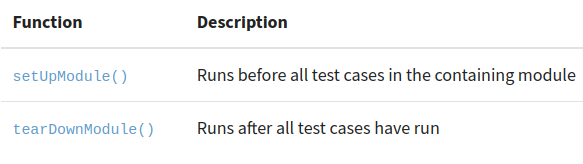 Function Description
setUpModule() Runs before all test cases in the containing module
tearDownModule() Runs after all test cases have run